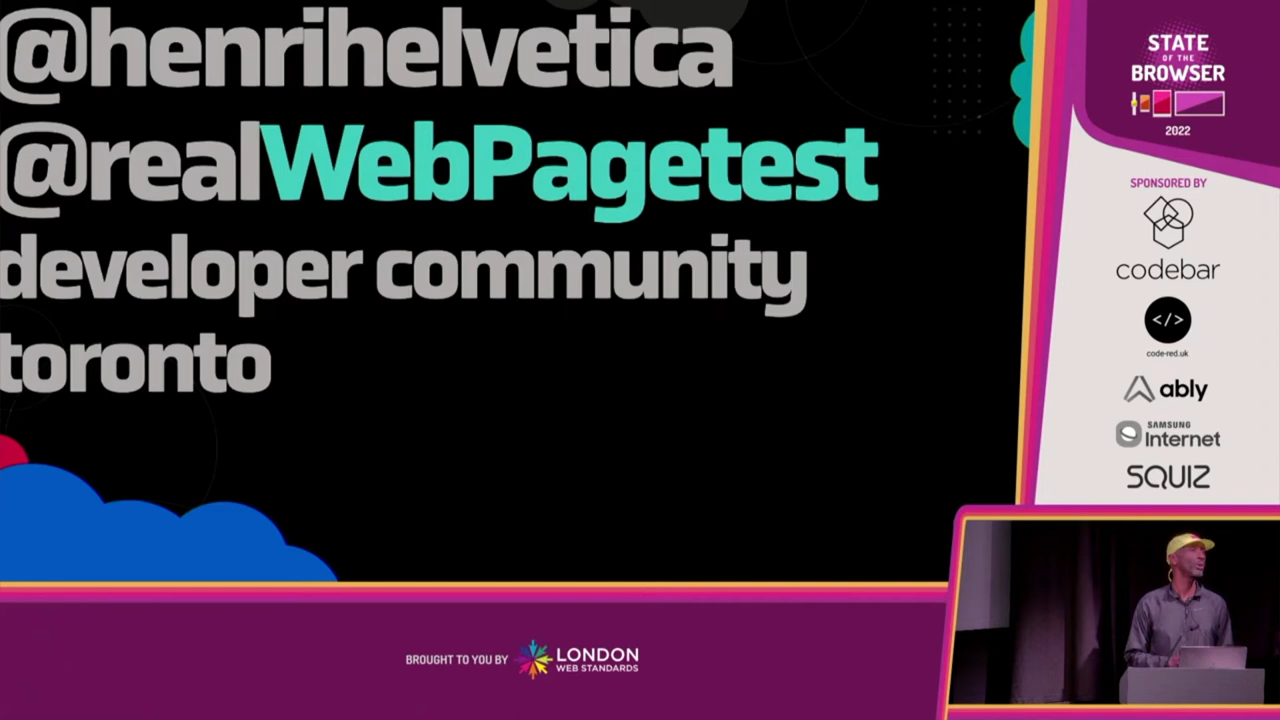 @henrihelvetica
@realWebPagetest
developer community
toronto
STATE
OF THE
BROWSER
2022
SPONSORED BY
codebar
</>
code-red.uk
ably
SAMSUNG
Internet
SQUIZ
BROUGHT TO YOU BY
LONDON
WEB STANDARDS